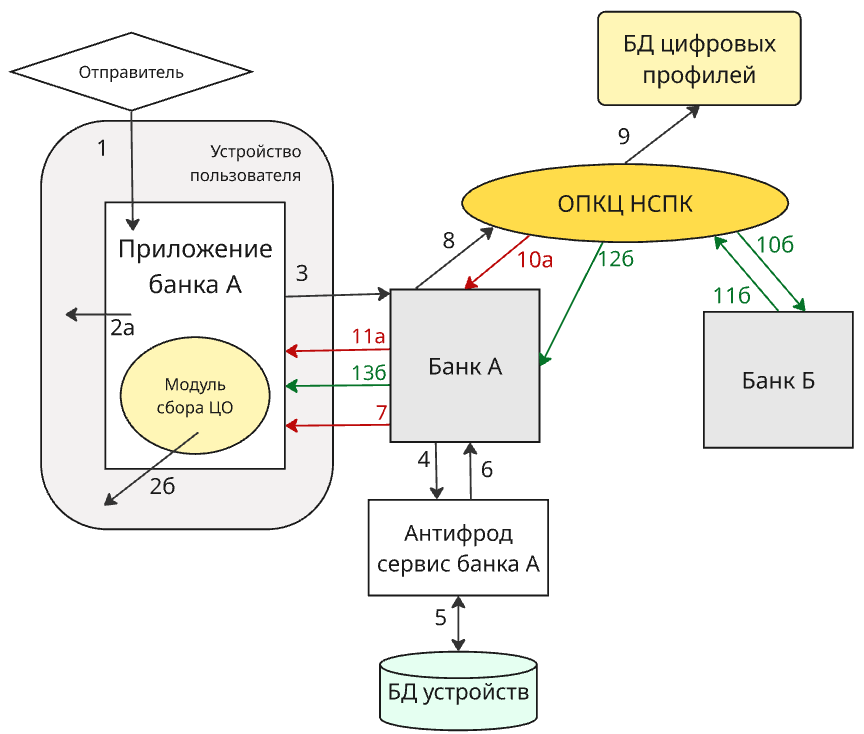 БД цифровых
профилей
Отправитель
9
1
Устройство
пользователя
ОПКЦ НСПК
Приложение
банка А
8
10а
12б
10б
3
11б
2а
11а
Банк А
13б
Банк Б
Модуль
сбора ЦО
7
4
6
2б
Антифрод
сервис банка А
5
БД устройств